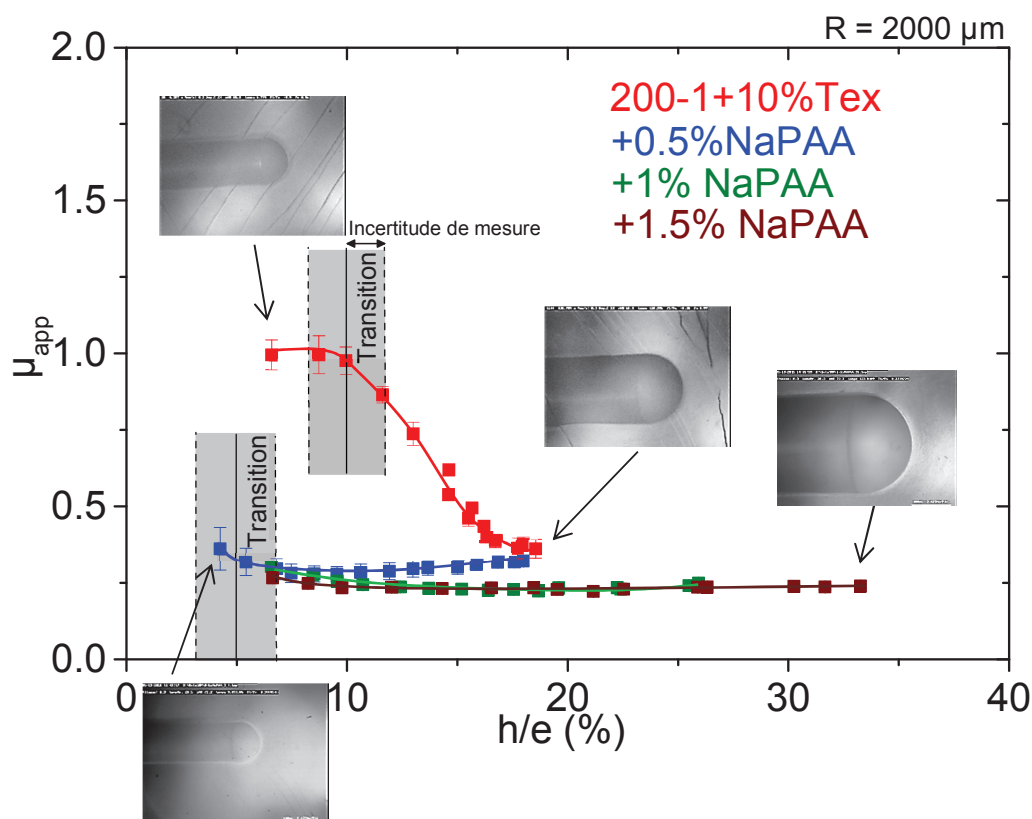 R = 2000 µm
2.0
200-1+10%Tex
+0.5%NaPAA
+1% NaPAA
+1.5% NaPAA
1.5
Incertitude de mesure
Transition
µapp
1.0
Transition
0.5
0.0
0
10
20
30
40
h/e (%)